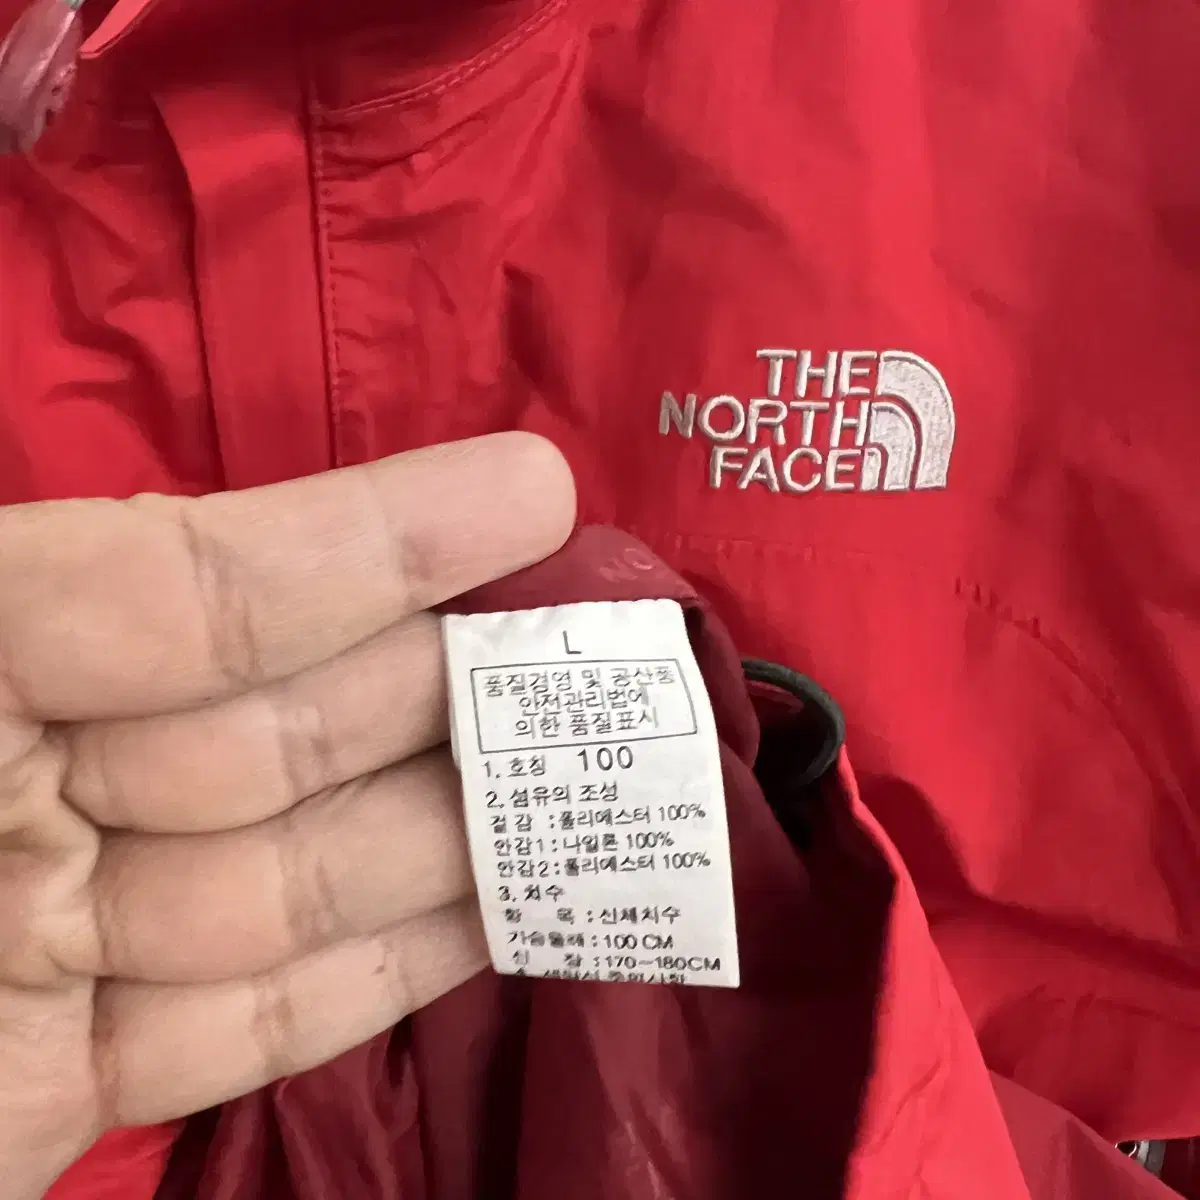 THE
NORTH
FACE
NO
L
품질경영 및 공산품
안전관리법에
의한 품질표시
1. 호칭 100
2. 섬유의 조성
겉감 : 폴리에스터 100%
안감1 : 나일론 100%
안감2 : 폴리에스터 100%
3. 치수
항 목 : 신체치수
가슴둘레 : 100 CM
신 장 : 170-180CM